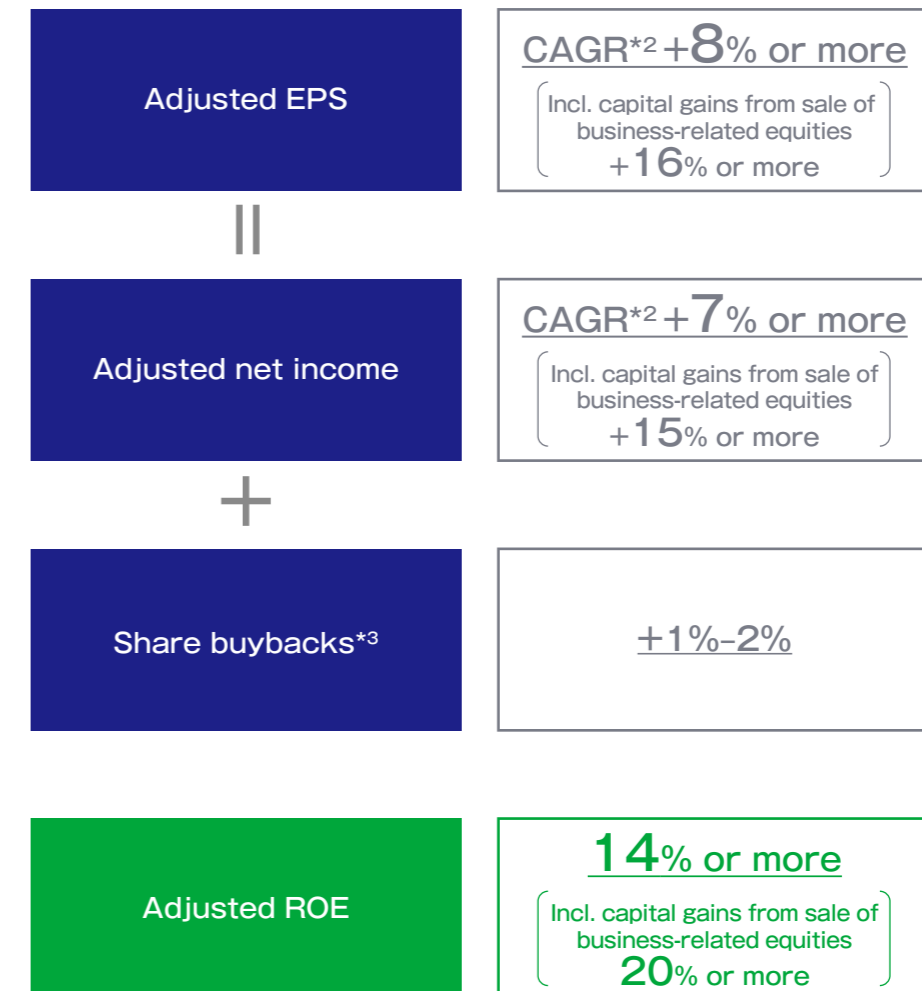 Adjusted EPS
CAGR*2 +8% or more
Incl. capital gains from sale of
business-related equities
+16% or more
=
Adjusted net income
CAGR*2 +7% or more
Incl. capital gains from sale of
business-related equities
+15% or more
+
Share buybacks*3
+1%–2%
Adjusted ROE
14% or more
Incl. capital gains from sale of
business-related equities
20% or more